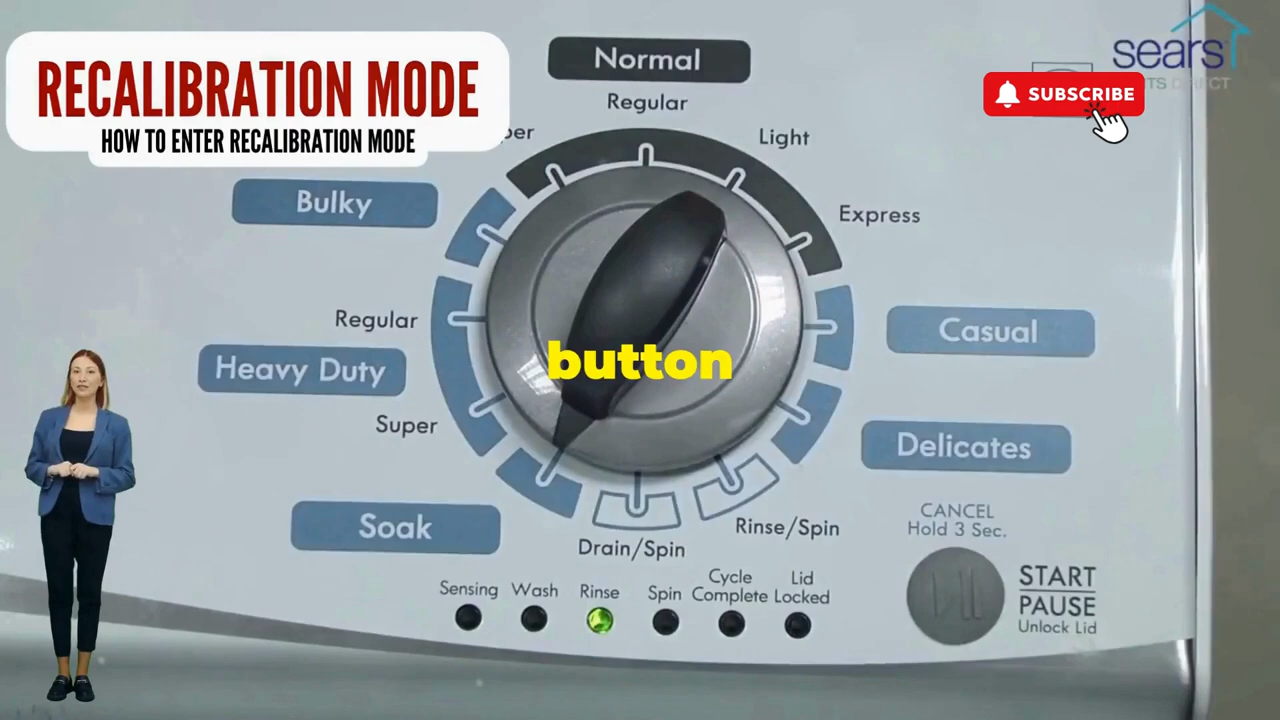 RECALIBRATION MODE
HOW TO ENTER RECALIBRATION MODE
sears
SUBSCRIBE
Normal
Regular
Light
Express
Bulky
Regular
Heavy Duty
Super
Casual
Delicates
button
Soak
Drain/Spin
Rinse/Spin
CANCEL
Hold 3 Sec.
START
PAUSE
Unlock Lid
Sensing
Wash
Rinse
Spin
Cycle
Complete
Lid
Locked